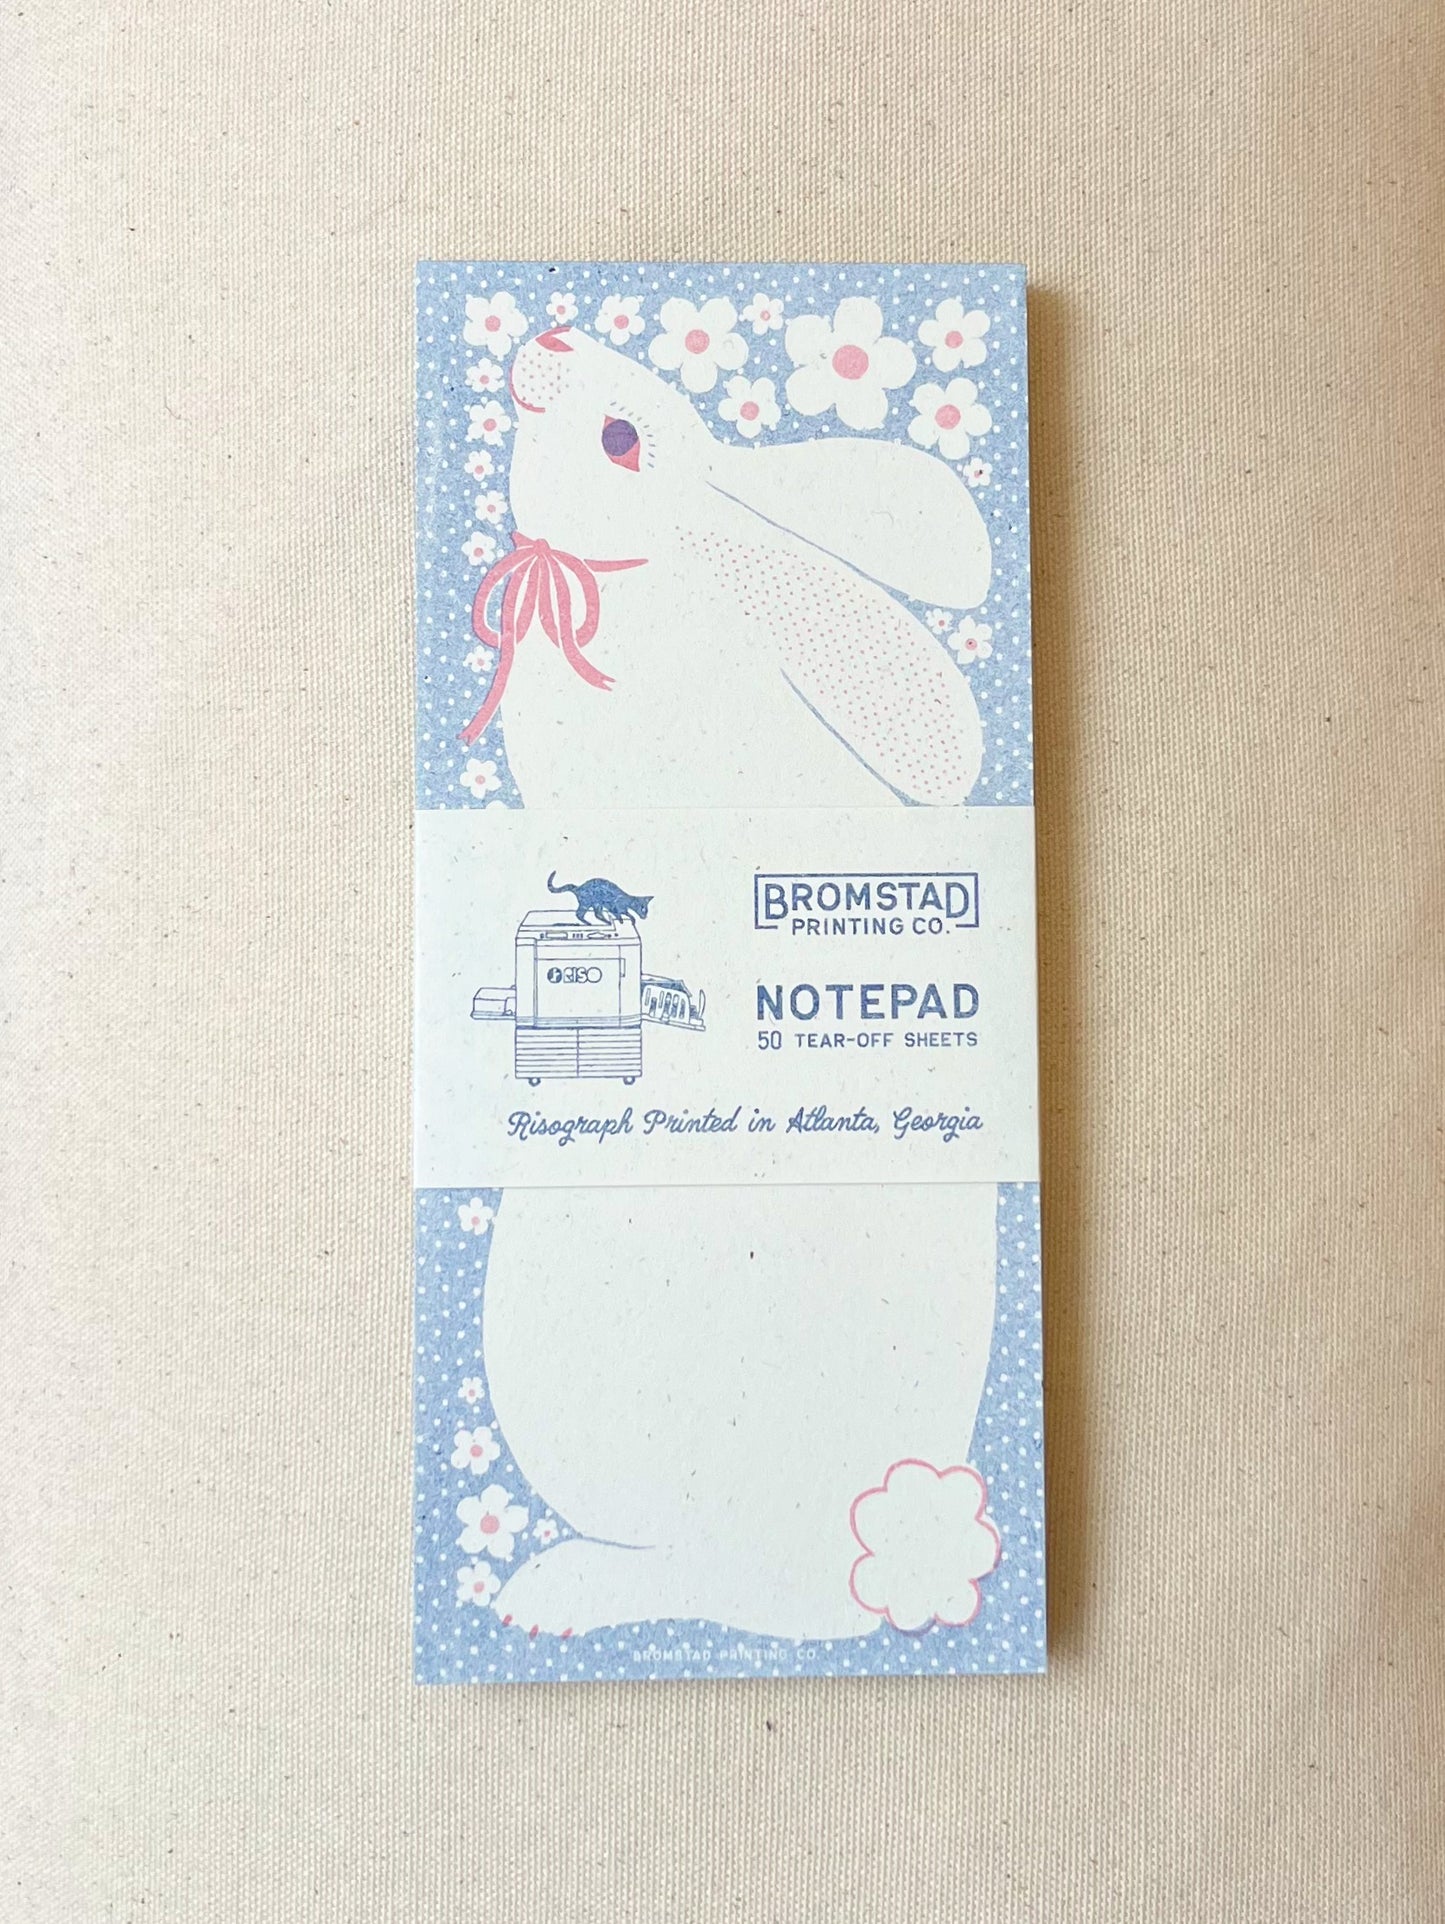 BROMSTAD
PRINTING CO.
RISO
NOTEPAD
50 TEAR-OFF SHEETS
Risograph Printed in Atlanta, Georgia
BROMSTAD PRINTING CO.